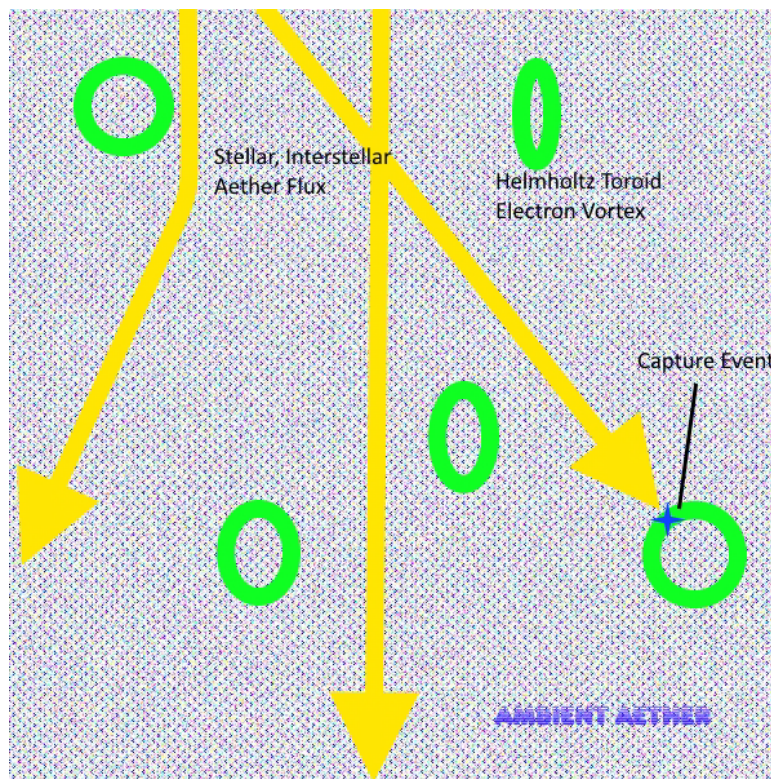 Stellar, Interstellar
Aether Flux
Helmholtz Toroid
Electron Vortex
Capture Event
AMBIENT AETHER